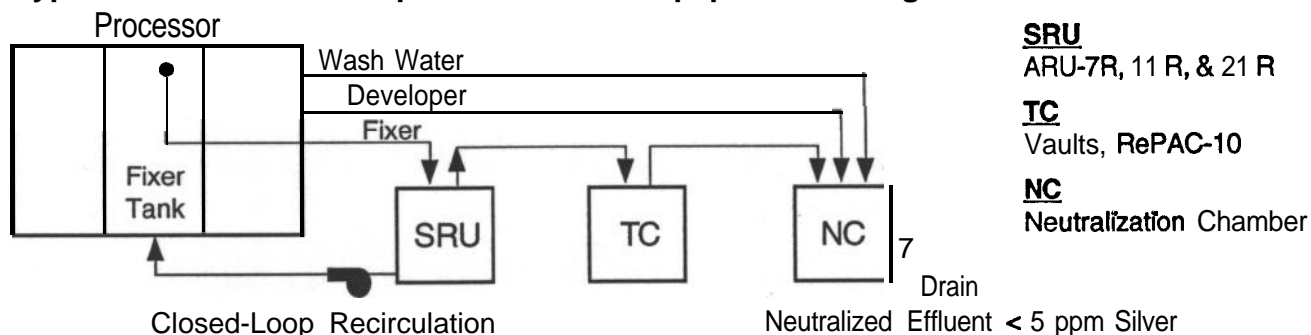 Processor
Wash Water
Developer
Fixer
Fixer
Tank
SRU
TC
NC
7
Drain
Closed-Loop Recirculation
Neutralized Effluent < 5 ppm Silver
SRU
ARU-7R, 11 R, & 21 R
TC
Vaults, RePAC-10
NC
Neutralization Chamber